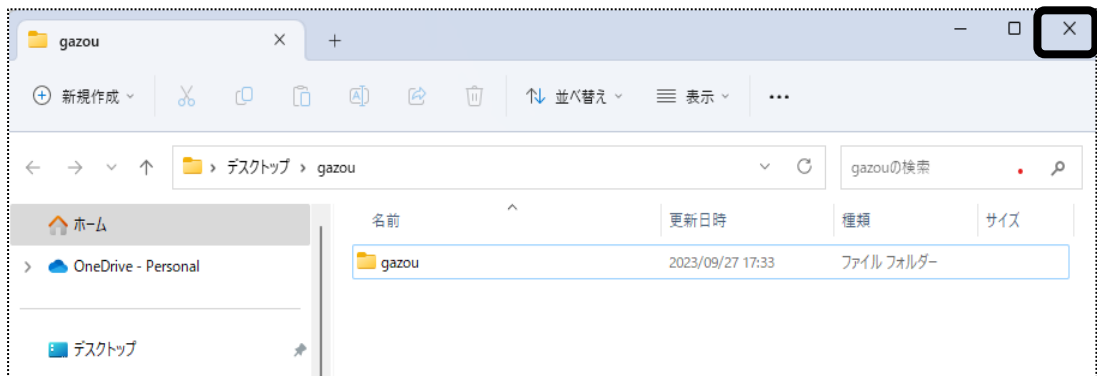 gazou
新規作成 並べ替え 表示
デスクトップ gazou gazouの検索
ホーム 名前 更新日時 種類 サイズ
OneDrive - Personal gazou 2023/09/27 17:33 ファイル フォルダー
デスクトップ